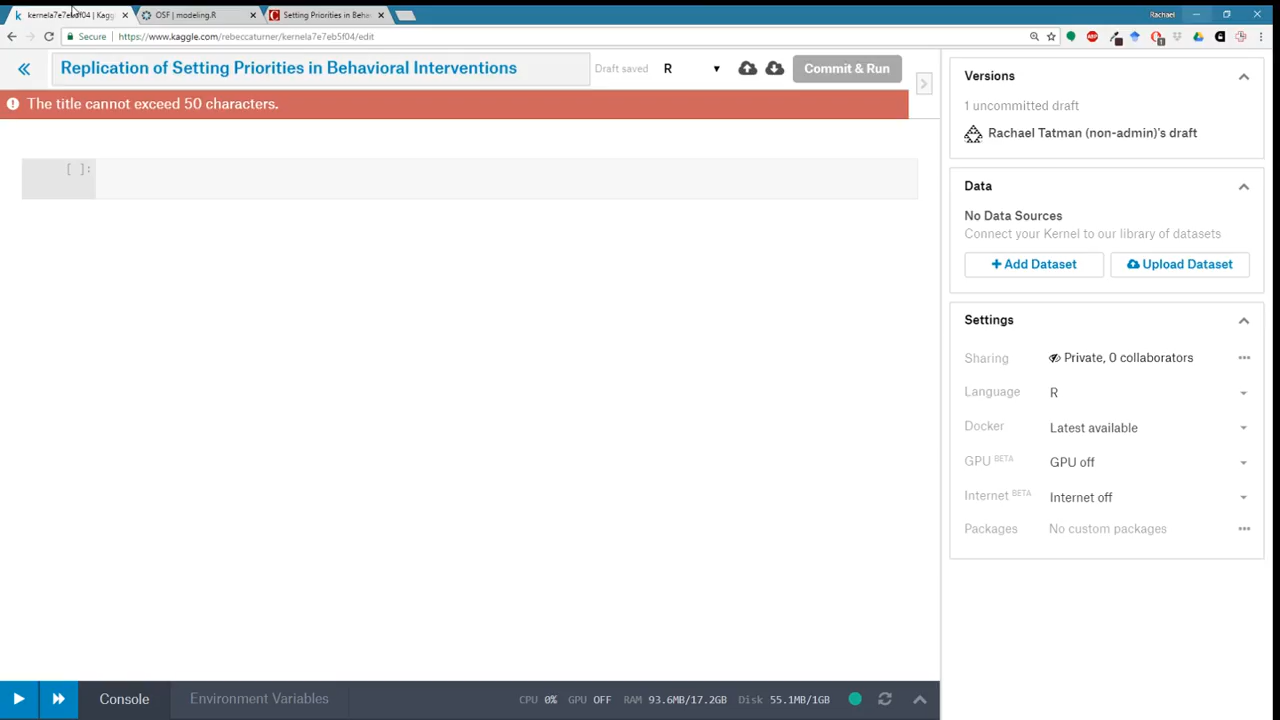 kernela7e7eb5f04 | Kagg
OSF | modeling.R
Setting Priorities in Beha
Rachael
Secure
https://www.kaggle.com/rebeccaturner/kernela7e7eb5f04/edit
Replication of Setting Priorities in Behavioral Interventions
Draft saved
R
Commit & Run
The title cannot exceed 50 characters.
[ ]:
Versions
1 uncommitted draft
Rachael Tatman (non-admin)'s draft
Data
No Data Sources
Connect your Kernel to our library of datasets
+ Add Dataset
Upload Dataset
Settings
Sharing
Private, 0 collaborators
Language
R
Docker
Latest available
GPU BETA
GPU off
Internet BETA
Internet off
Packages
No custom packages
Console
Environment Variables
CPU 0%
GPU OFF
RAM 93.6MB/17.2GB
Disk 55.1MB/1GB